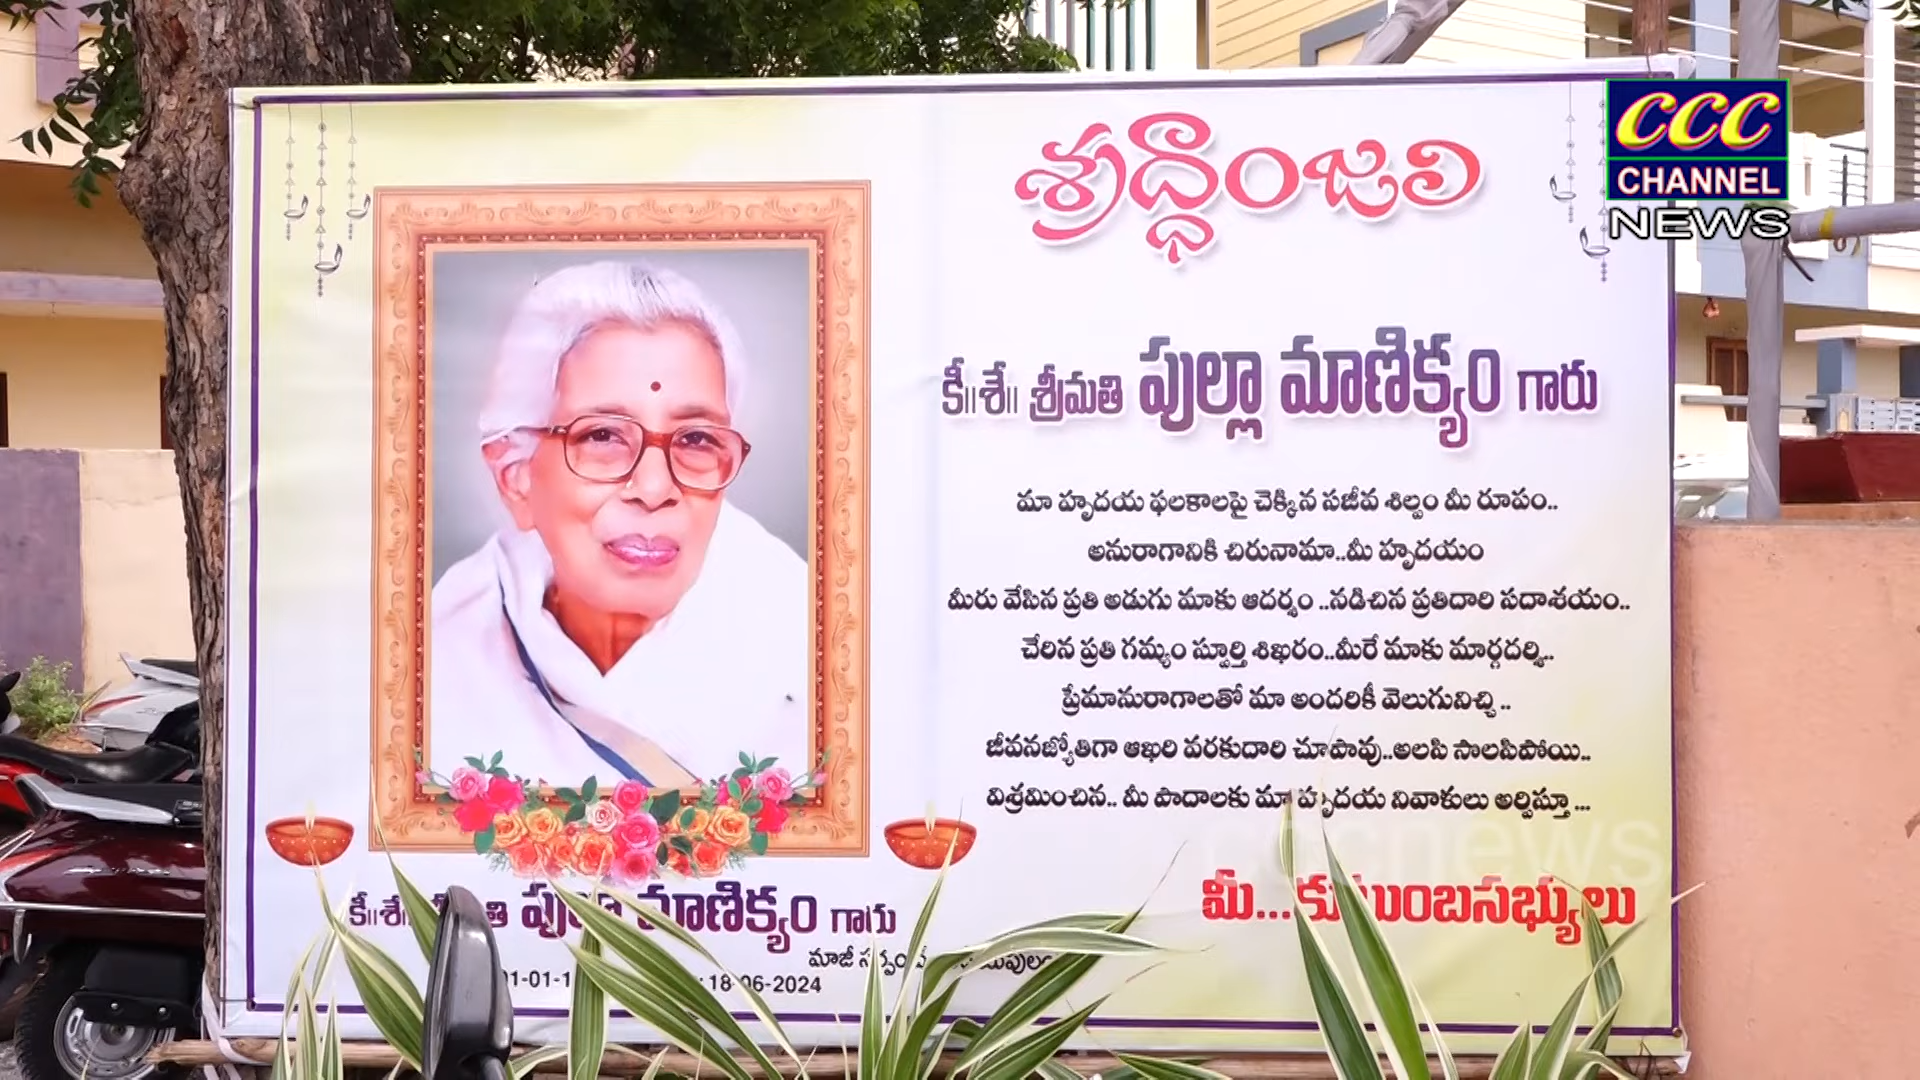 CCC
CHANNEL
NEWS
శ్రద్ధాంజలి
కీ॥శే॥ శ్రీమతి పుల్లా మాణిక్యం గారు
మా హృదయ ఫలకాలపై చెక్కిన సజీవ శిల్పం మీ రూపం..
అనురాగానికి చిరునామా..మీ హృదయం
మీరు వేసిన ప్రతి అడుగు మాకు ఆదర్శం ..నడిచిన ప్రతిదారి సదాశయం..
చేరిన ప్రతి గమ్యం స్ఫూర్తి శిఖరం..మీరే మాకు మార్గదర్శి..
ప్రేమానురాగాలతో మా అందరికీ వెలుగునిచ్చి ..
జీవనజ్యోతిగా ఆఖరి వరకుదారి చూపావు..అలసి సొలసిపోయి..
విశ్రమించిన.. మీ పాదాలకు మా హృదయ నివాళులు అర్పిస్తూ ...
మీ...కుటుంబసభ్యులు
కీ॥శే॥ శ్రీమతి పుల్లా మాణిక్యం గారు
మాజీ సర్పంచ్
18-06-2024